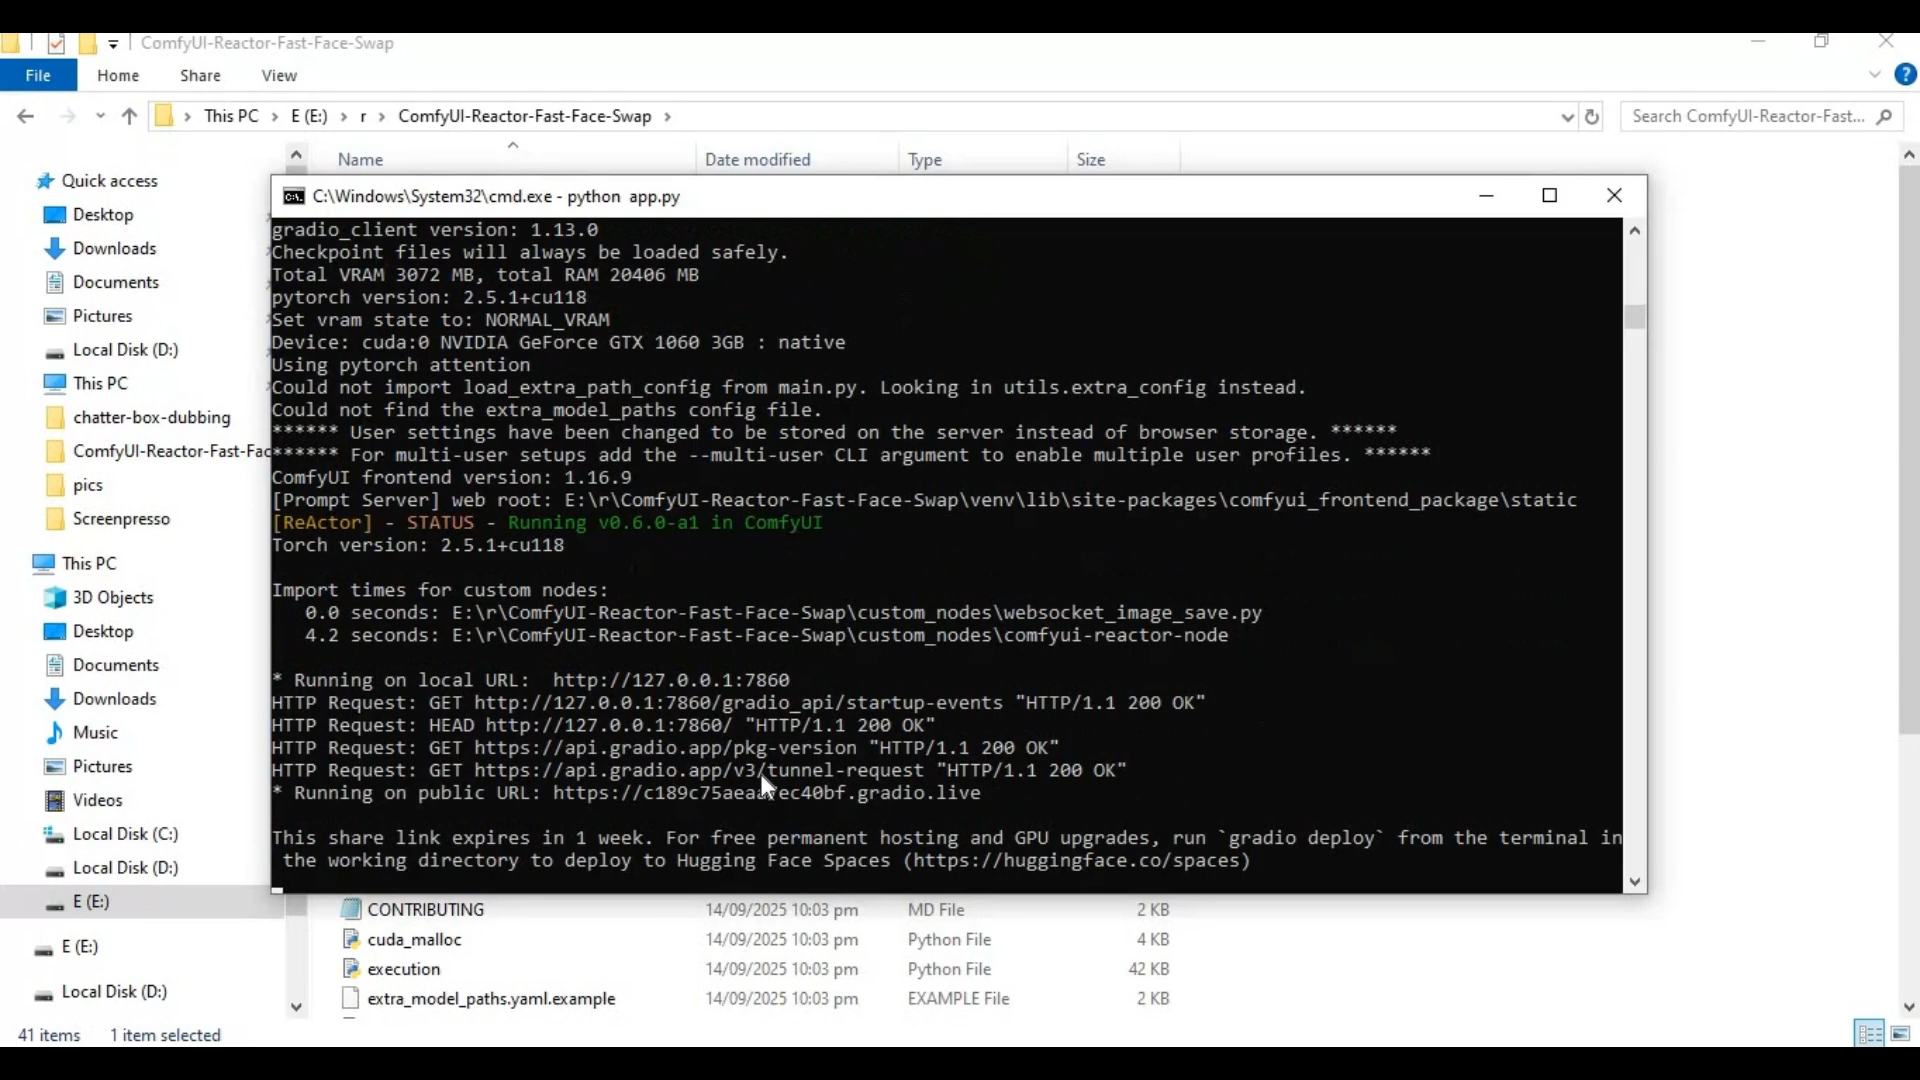 ComfyUI-Reactor-Fast-Face-Swap
File Home Share View
This PC E (E:) r ComfyUI-Reactor-Fast-Face-Swap
Search ComfyUI-Reactor-Fast...
Name Date modified Type Size
Quick access
Desktop
Downloads
Documents
Pictures
Local Disk (D:)
This PC
chatter-box-dubbing
ComfyUI-Reactor-Fast-Fac
pics
Screenpresso
This PC
3D Objects
Desktop
Documents
Downloads
Music
Pictures
Videos
Local Disk (C:)
Local Disk (D:)
E (E:)
E (E:)
Local Disk (D:)
C:\Windows\System32\cmd.exe - python app.py
gradio_client version: 1.13.0
Checkpoint files will always be loaded safely.
Total VRAM 3072 MB, total RAM 20406 MB
pytorch version: 2.5.1+cu118
Set vram state to: NORMAL_VRAM
Device: cuda:0 NVIDIA GeForce GTX 1060 3GB : native
Using pytorch attention
Could not import load_extra_path_config from main.py. Looking in utils.extra_config instead.
Could not find the extra_model_paths config file.
****** User settings have been changed to be stored on the server instead of browser storage. ******
****** For multi-user setups add the --multi-user CLI argument to enable multiple user profiles. ******
ComfyUI frontend version: 1.16.9
[Prompt Server] web root: E:\r\ComfyUI-Reactor-Fast-Face-Swap\venv\lib\site-packages\comfyui_frontend_package\static
[ReActor] - STATUS - Running v0.6.0-a1 in ComfyUI
Torch version: 2.5.1+cu118
Import times for custom nodes:
0.0 seconds: E:\r\ComfyUI-Reactor-Fast-Face-Swap\custom_nodes\websocket_image_save.py
4.2 seconds: E:\r\ComfyUI-Reactor-Fast-Face-Swap\custom_nodes\comfyui-reactor-node
* Running on local URL: http://127.0.0.1:7860
HTTP Request: GET http://127.0.0.1:7860/gradio_api/startup-events "HTTP/1.1 200 OK"
HTTP Request: HEAD http://127.0.0.1:7860/ "HTTP/1.1 200 OK"
HTTP Request: GET https://api.gradio.app/pkg-version "HTTP/1.1 200 OK"
HTTP Request: GET https://api.gradio.app/v3/tunnel-request "HTTP/1.1 200 OK"
* Running on public URL:
This share link expires in 1 week. For free permanent hosting and GPU upgrades, run `gradio deploy` from the terminal in
the working directory to deploy to Hugging Face Spaces (https://huggingface.co/spaces)
CONTRIBUTING 14/09/2025 10:03 pm MD File 2 KB
cuda_malloc 14/09/2025 10:03 pm Python File 4 KB
execution 14/09/2025 10:03 pm Python File 42 KB
extra_model_paths.yaml.example 14/09/2025 10:03 pm EXAMPLE File 2 KB
41 items 1 item selected